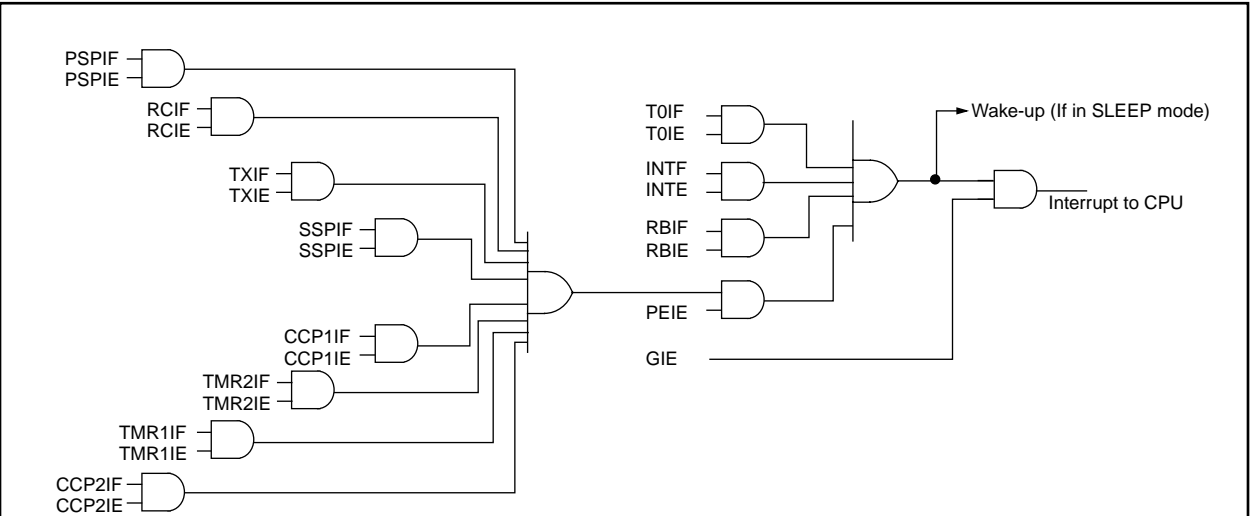 PSPIF
PSPIE
RCIF
RCIE
TXIF
TXIE
SSPIF
SSPIE
CCP1IF
CCP1IE
TMR2IF
TMR2IE
TMR1IF
TMR1IE
CCP2IF
CCP2IE
T0IF
T0IE
INTF
INTE
RBIF
RBIE
PEIE
GIE
Wake-up (If in SLEEP mode)
Interrupt to CPU